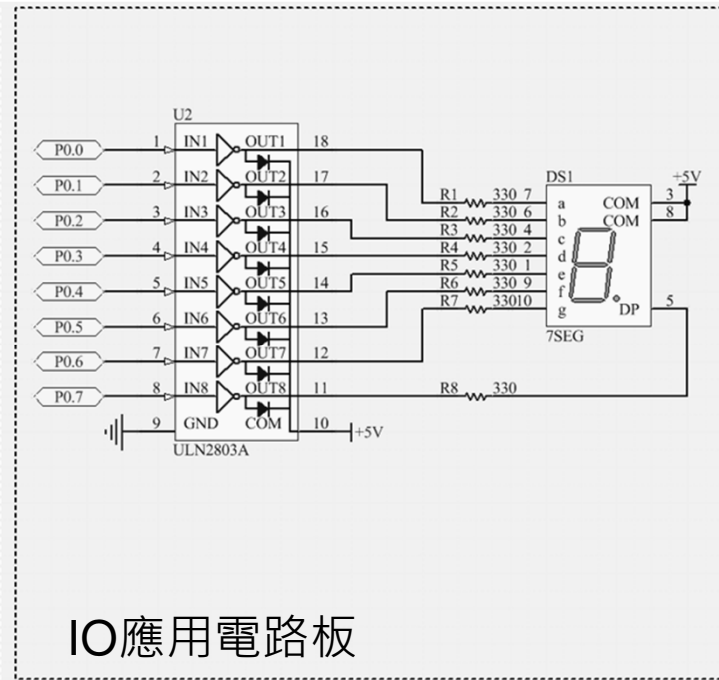 U2
P0.0 1 IN1 OUT1 18
P0.1 2 IN2 OUT2 17
P0.2 3 IN3 OUT3 16
P0.3 4 IN4 OUT4 15
P0.4 5 IN5 OUT5 14
P0.5 6 IN6 OUT6 13
P0.6 7 IN7 OUT7 12
P0.7 8 IN8 OUT8 11
9 GND COM 10 +5V
ULN2803A
DS1 +5V
R1 330 7 a COM 3
R2 330 6 b COM 8
R3 330 4 c
R4 330 2 d
R5 330 1 e
R6 330 9 f
R7 330 10 g DP 5
7SEG
R8 330
IO應用電路板